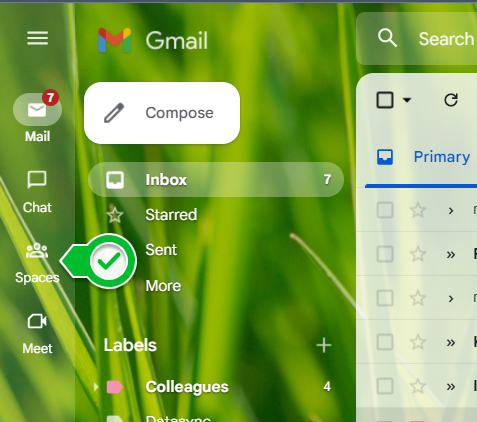 Gmail
Search
7
Compose
Mail
Primary
Inbox 7
Chat
Starred
Sent
Spaces
More
Meet
Labels
Colleagues 4
Datasync